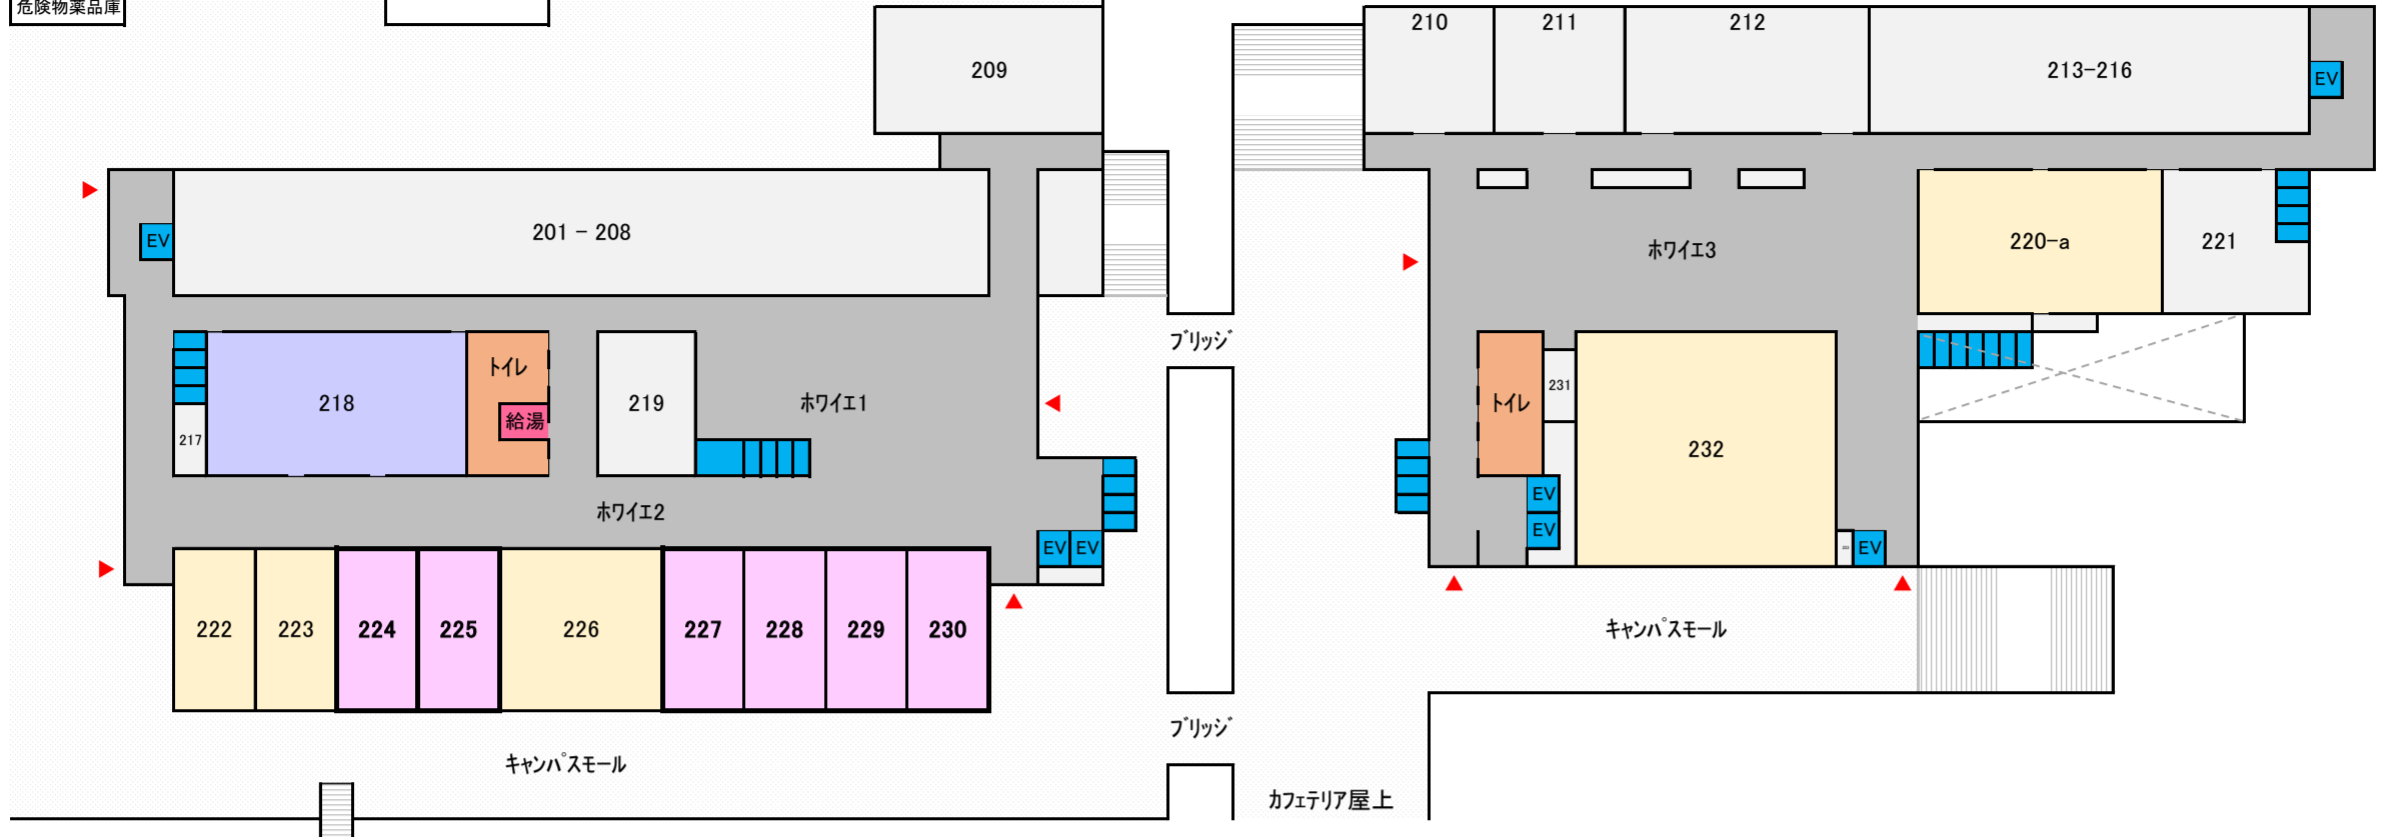 危険物薬品庫
209
210
211
212
213-216
EV
201 - 208
EV
ホワイエ3
220-a
221
ブリッジ
218
トイレ
給湯
219
ホワイエ1
217
トイレ
231
232
ホワイエ2
EV
EV
EV
EV
EV
222
223
224
225
226
227
228
229
230
キャンパスモール
ブリッジ
キャンパスモール
カフェテリア屋上